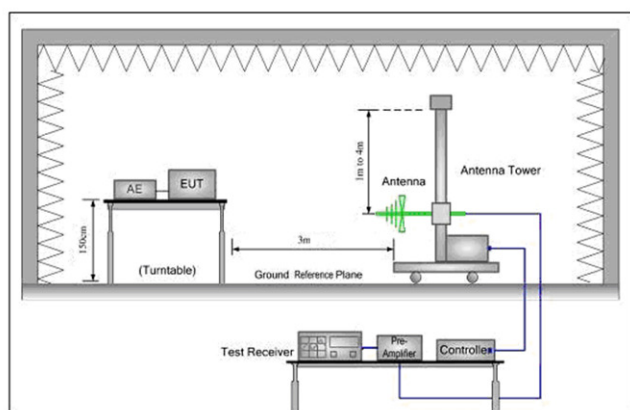 1m to 4m
Antenna
Antenna Tower
AE
EUT
150cm
3m
(Turntable)
Ground Reference Plane
Test Receiver
Pre-
Amplifier
Controller